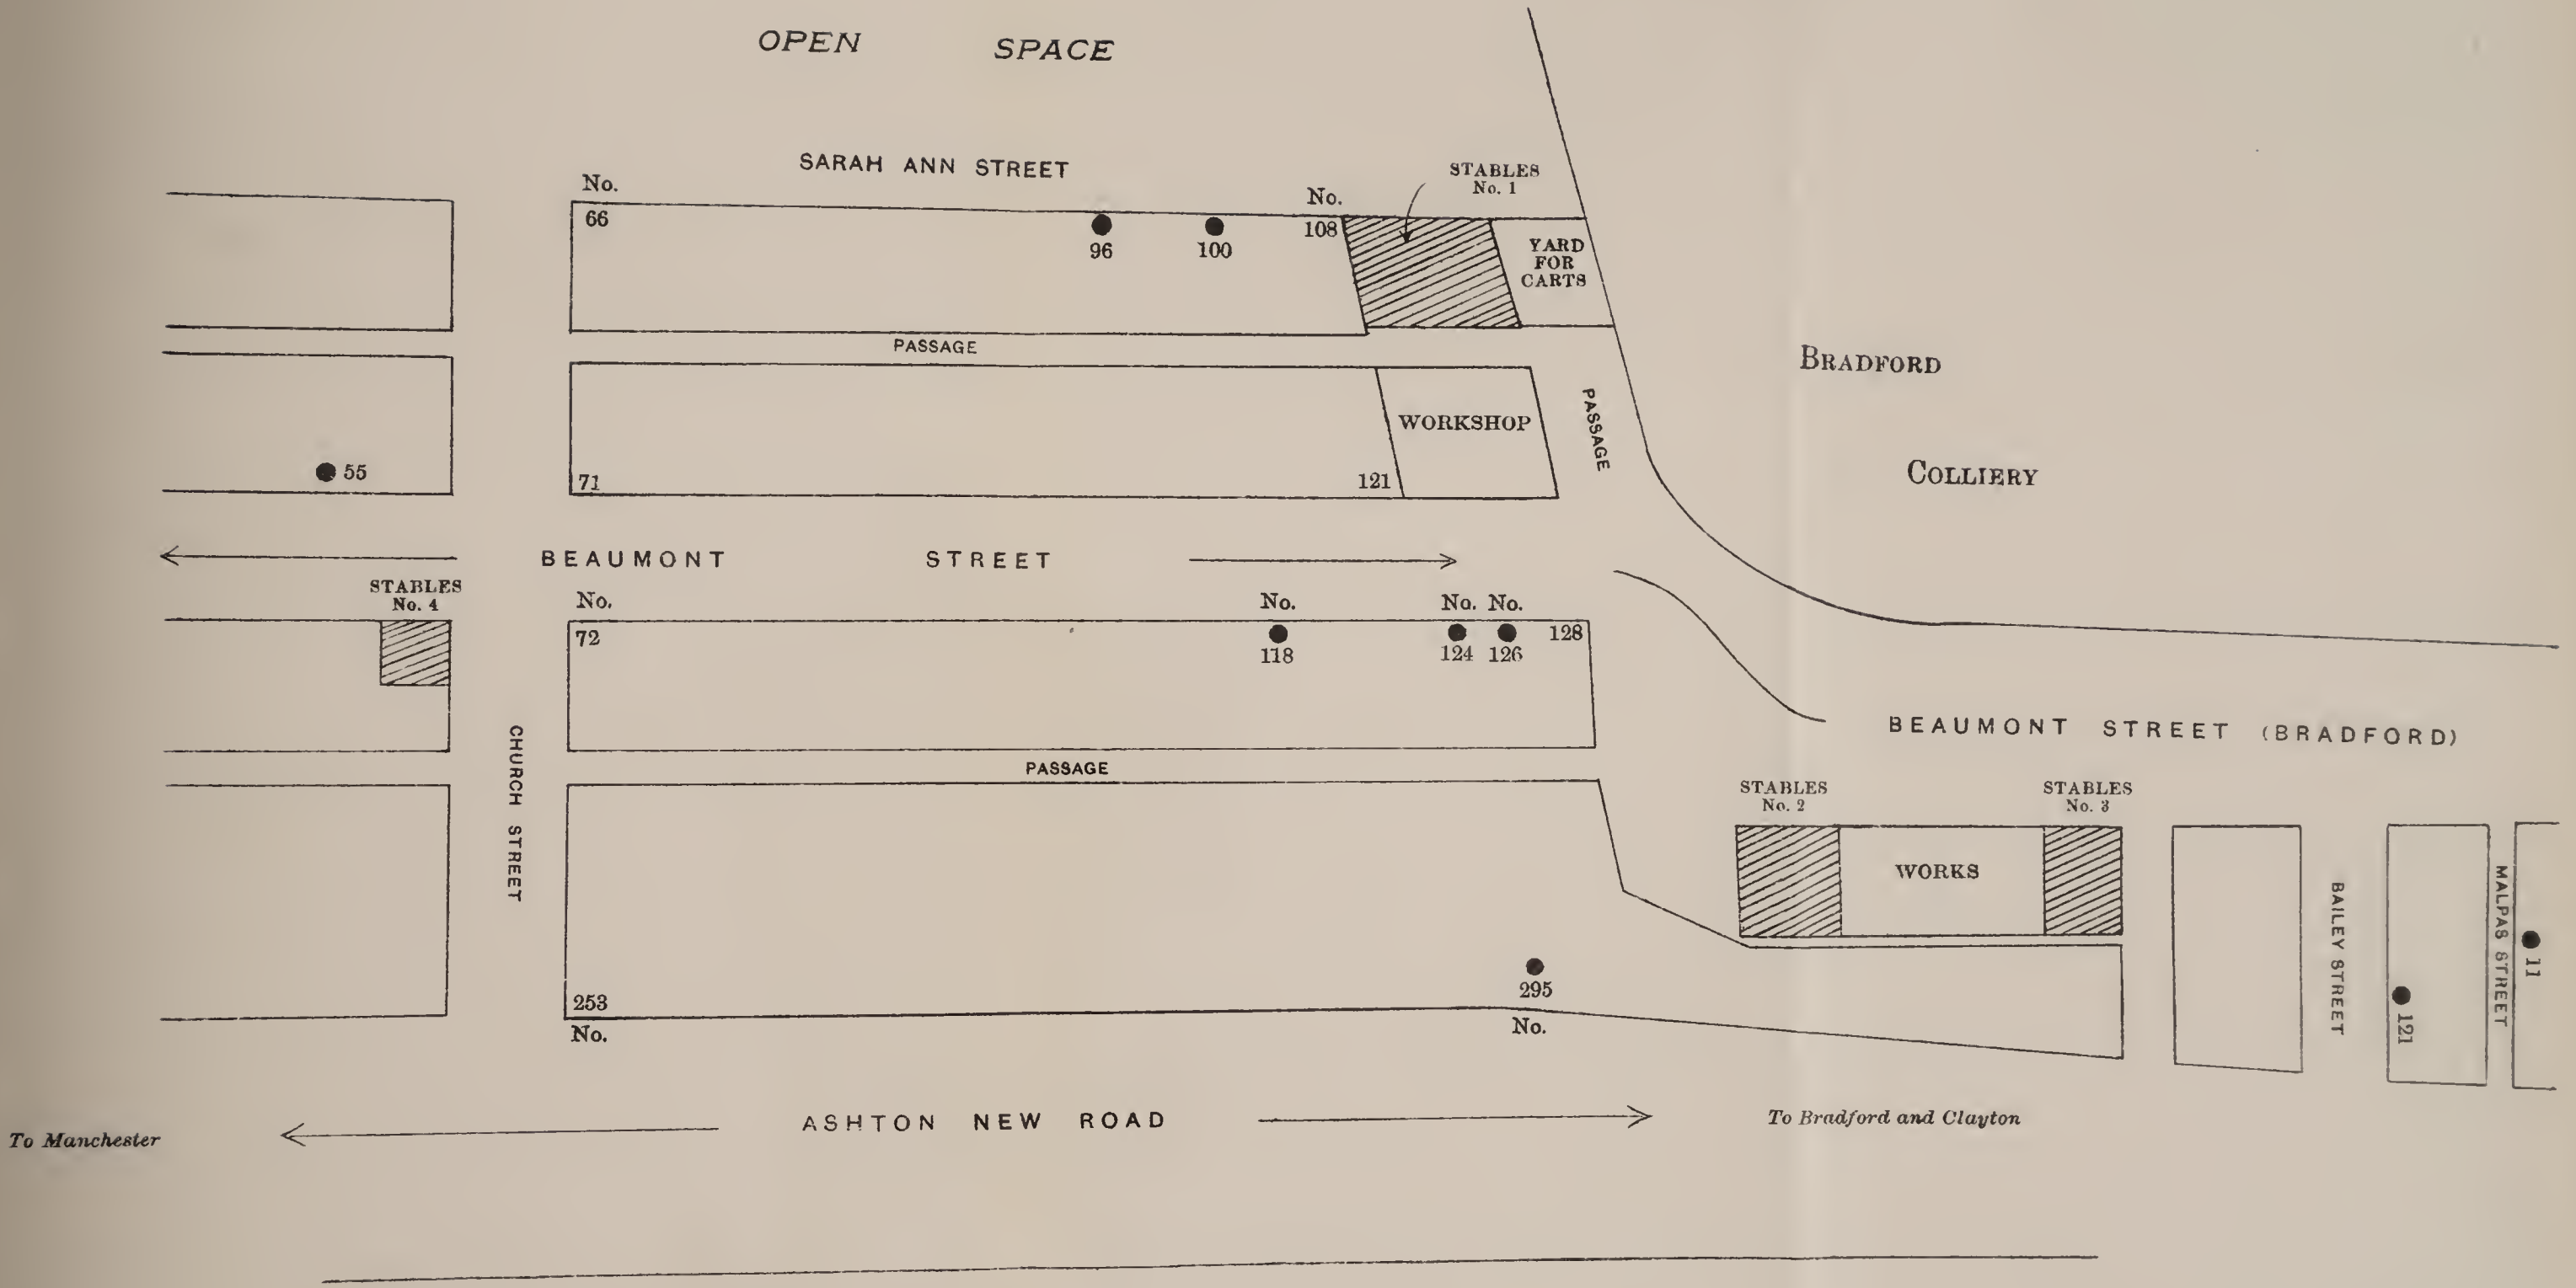 OPEN SPACE
SARAH ANN STREET
STABLES
No. 1
No.
No.
66
108
96
100
YARD
FOR
CARTS
PASSAGE
BRADFORD
WORKSHOP
PASSAGE
55
71
121
COLLIERY
BEAUMONT STREET
STABLES
No. 4
No.
No.
No. No.
72
118
124 126
128
CHURCH STREET
BEAUMONT STREET (BRADFORD)
PASSAGE
STABLES
No. 2
STABLES
No. 3
WORKS
BAILEY STREET
MALPAS STREET
11
121
295
253
No.
No.
ASHTON NEW ROAD
To Manchester
To Bradford and Clayton